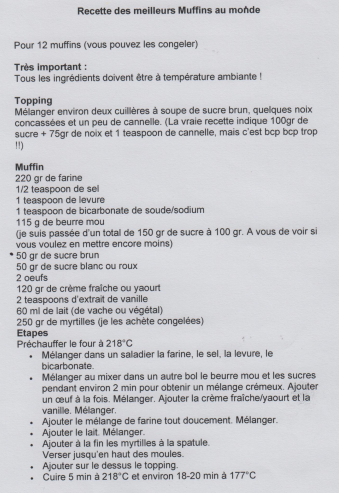 Recette des meilleurs Muffins au monde
Pour 12 muffins (vous pouvez les congeler)
Très important :
Tous les ingrédients doivent être à température ambiante !
Topping
Mélanger environ deux cuillères à soupe de sucre brun, quelques noix
concassées et un peu de cannelle. (La vraie recette indique 100gr de
sucre + 75gr de noix et 1 teaspoon de cannelle, mais c'est bcp bcp trop
!!)
Muffin
220 gr de farine
1/2 teaspoon de sel
1 teaspoon de levure
1 teaspoon de bicarbonate de soude/sodium
115 g de beurre mou
(je suis passée d'un total de 150 gr de sucre à 100 gr. A vous de voir si
vous voulez en mettre encore moins)
• 50 gr de sucre brun
50 gr de sucre blanc ou roux
2 oeufs
120 gr de crème fraîche ou yaourt
2 teaspoons d'extrait de vanille
60 ml de lait (de vache ou végétal)
250 gr de myrtilles (je les achète congelées)
Etapes
Préchauffer le four à 218°C
• Mélanger dans un saladier la farine, le sel, la levure, le
bicarbonate.
• Mélanger au mixer dans un autre bol le beurre mou et les sucres
pendant environ 2 min pour obtenir un mélange crémeux. Ajouter
un œuf à la fois. Mélanger. Ajouter la crème fraîche/yaourt et la
vanille. Mélanger.
• Ajouter le mélange de farine tout doucement. Mélanger.
• Ajouter le lait. Mélanger.
• Ajouter à la fin les myrtilles à la spatule.
Verser jusqu'en haut des moules.
• Ajouter sur le dessus le topping.
• Cuire 5 min à 218°C et environ 18-20 min à 177°C